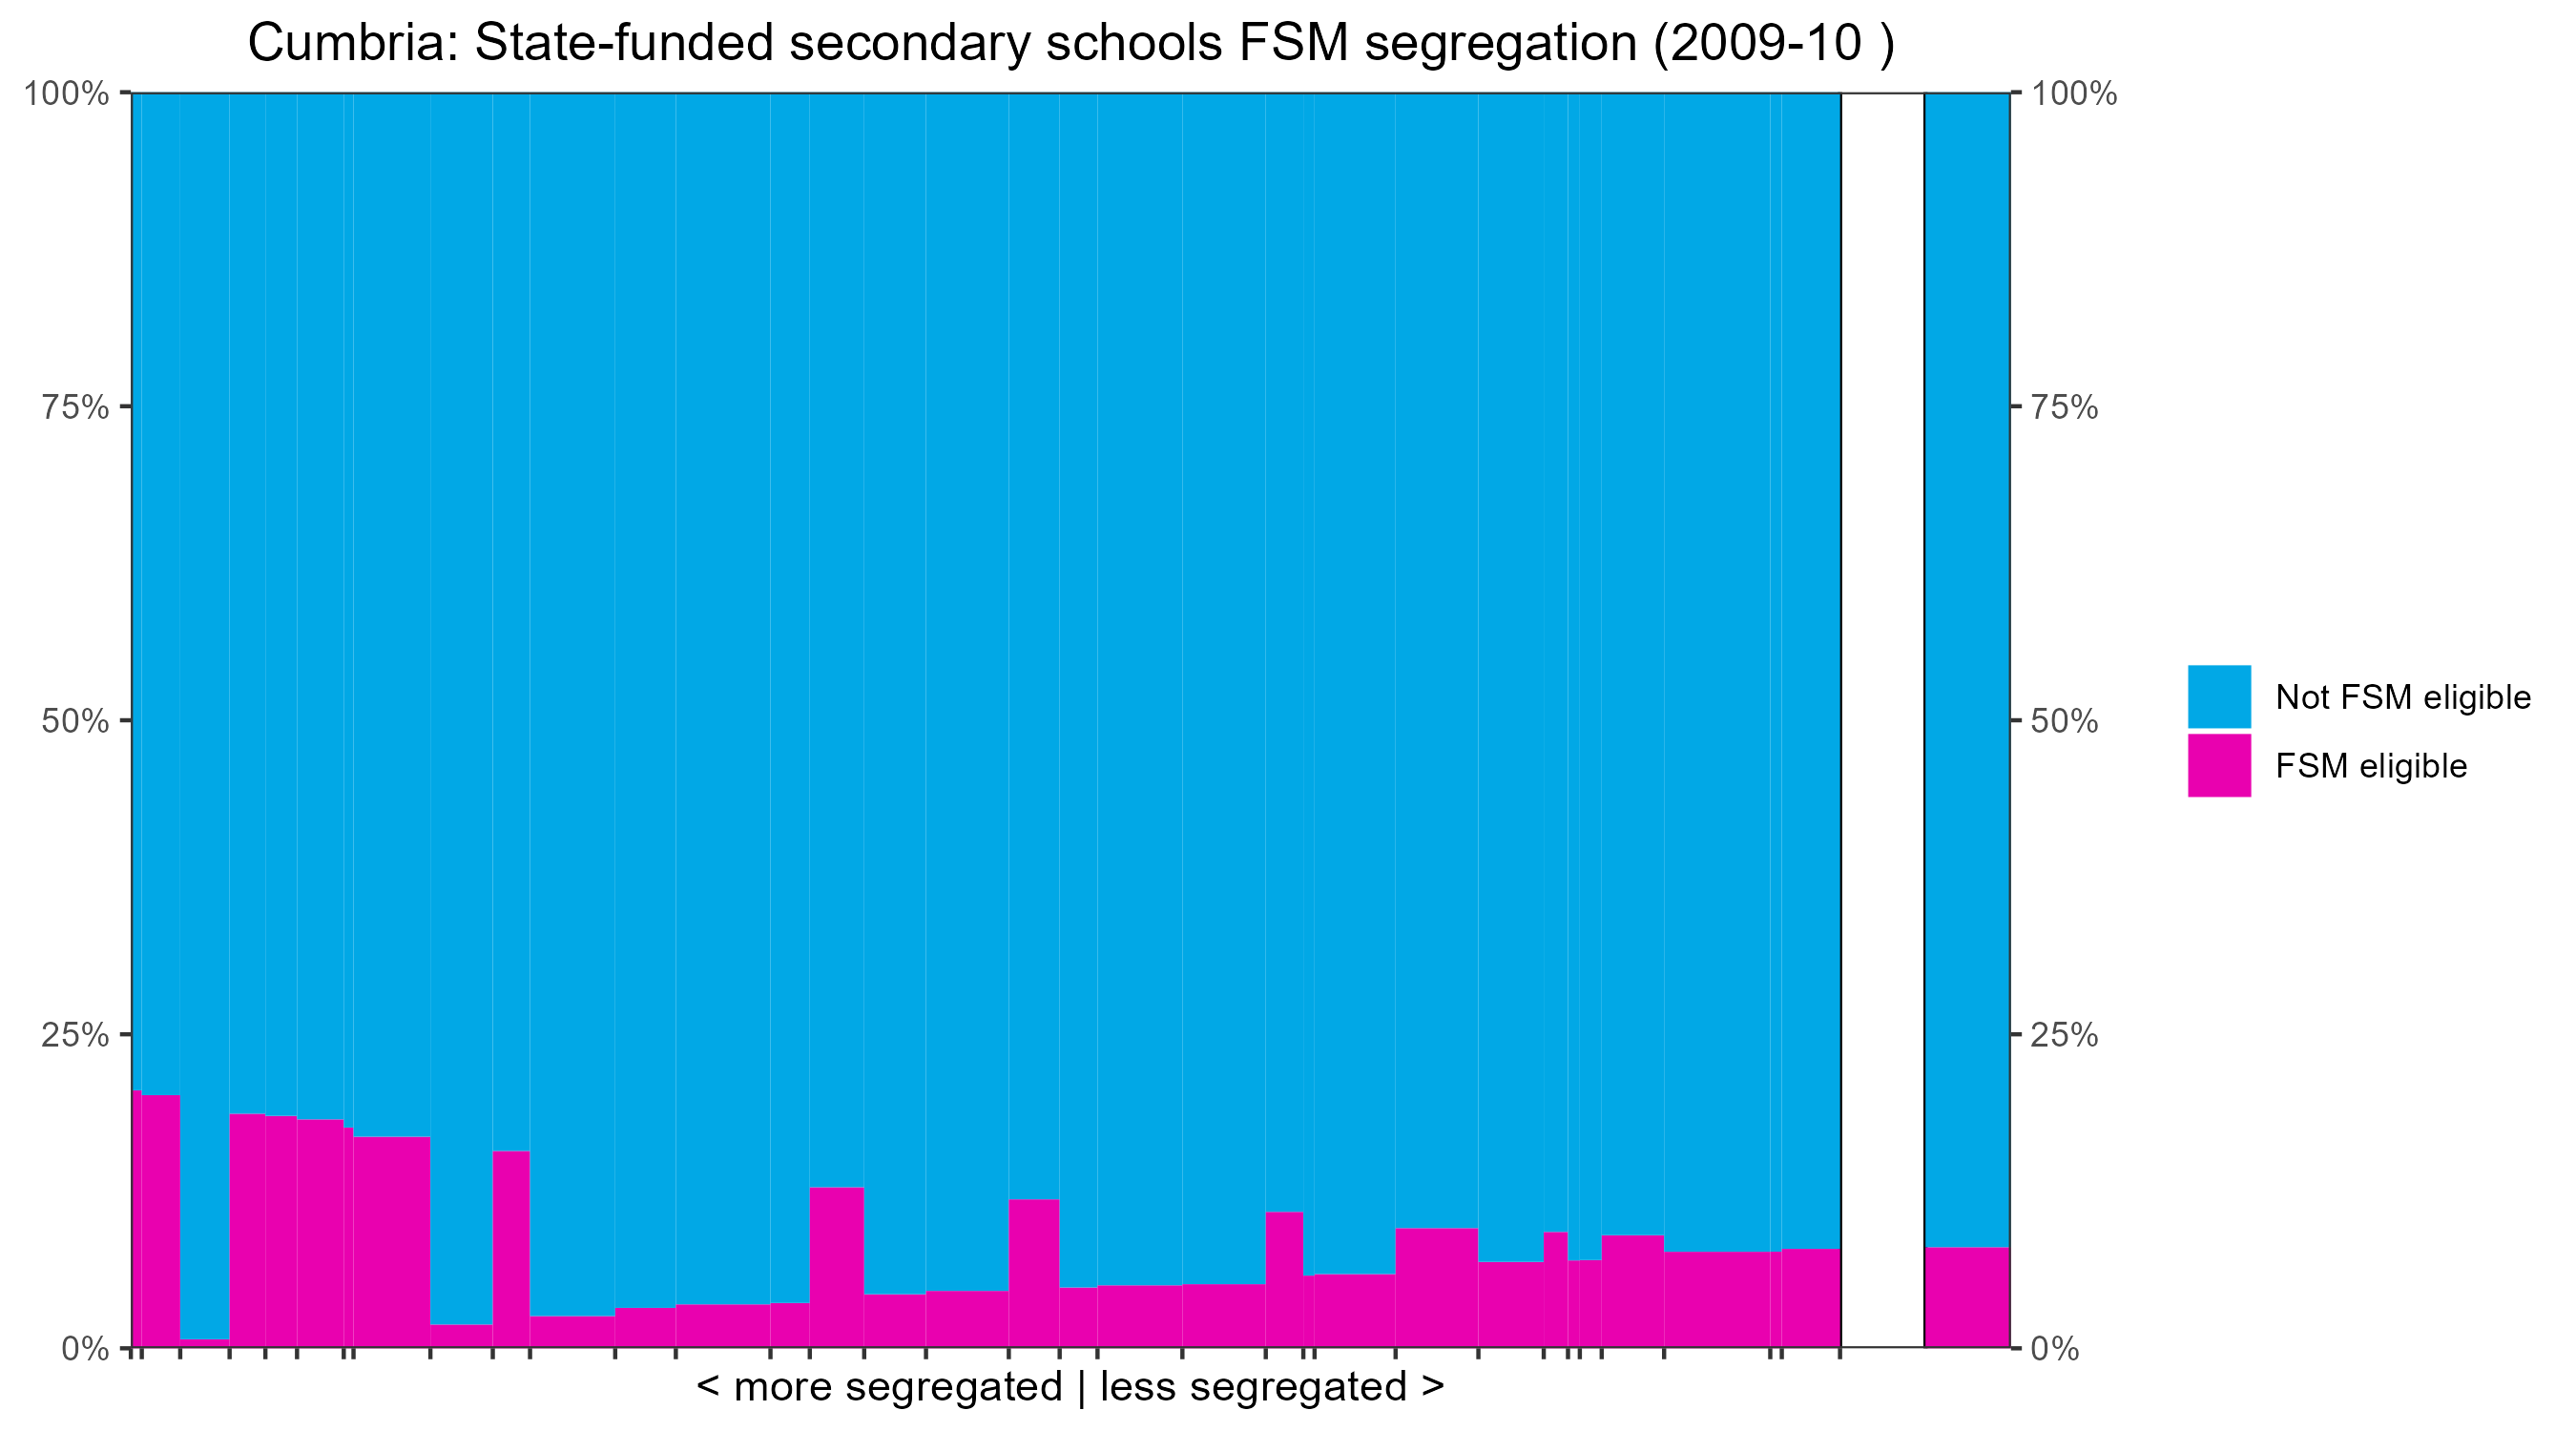 Cumbria: State-funded secondary schools FSM segregation (2009-10 )
100%
75%
50%
25%
0%
100%
75%
50%
25%
0%
Not FSM eligible
FSM eligible
< more segregated | less segregated >